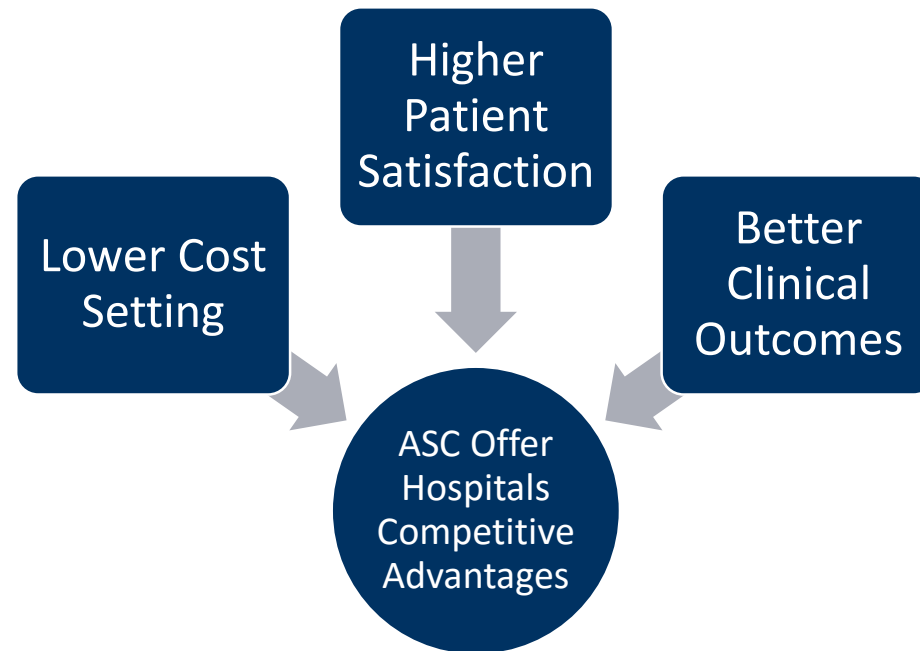 Higher
Patient
Satisfaction
Lower Cost
Setting
Better
Clinical
Outcomes
ASC Offer
Hospitals
Competitive
Advantages